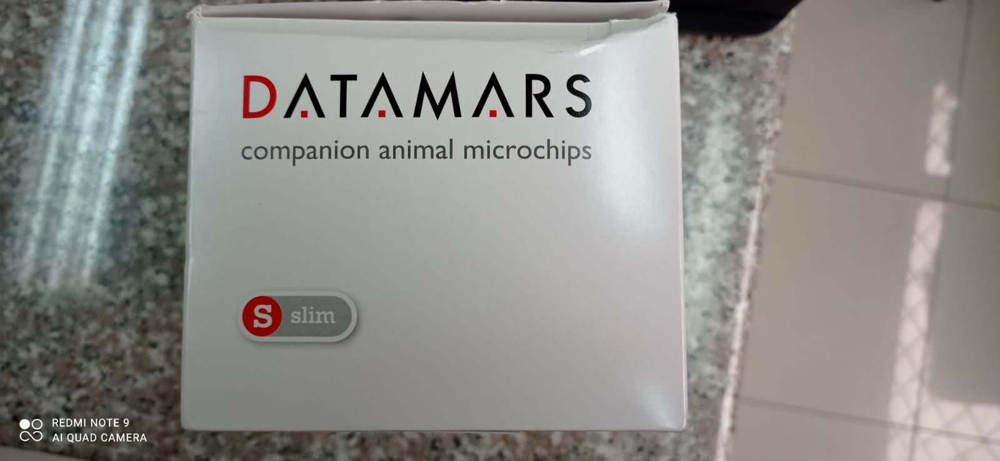 DATAMARS
companion animal microchips
S slim
REDMI NOTE 9
AI QUAD CAMERA